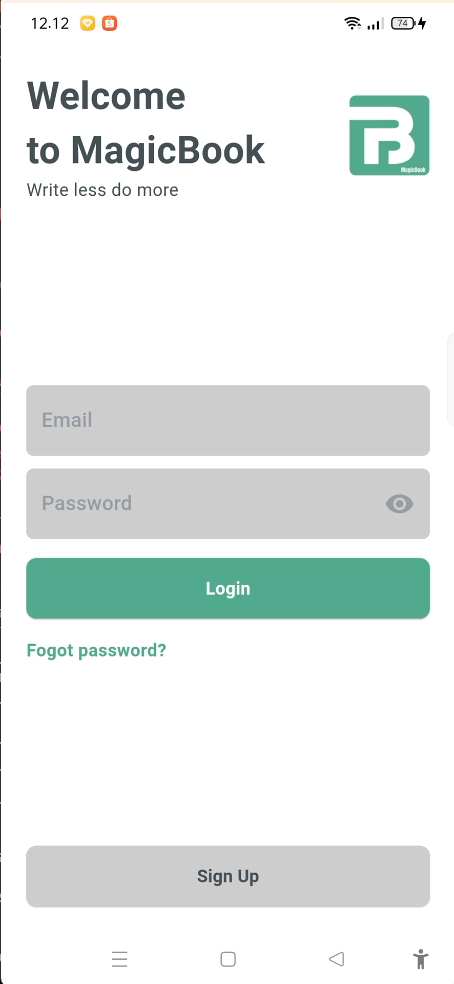 12.12
74
Welcome
to MagicBook
Write less do more
MagicBook
Email
Password
Login
Fogot password?
Sign Up